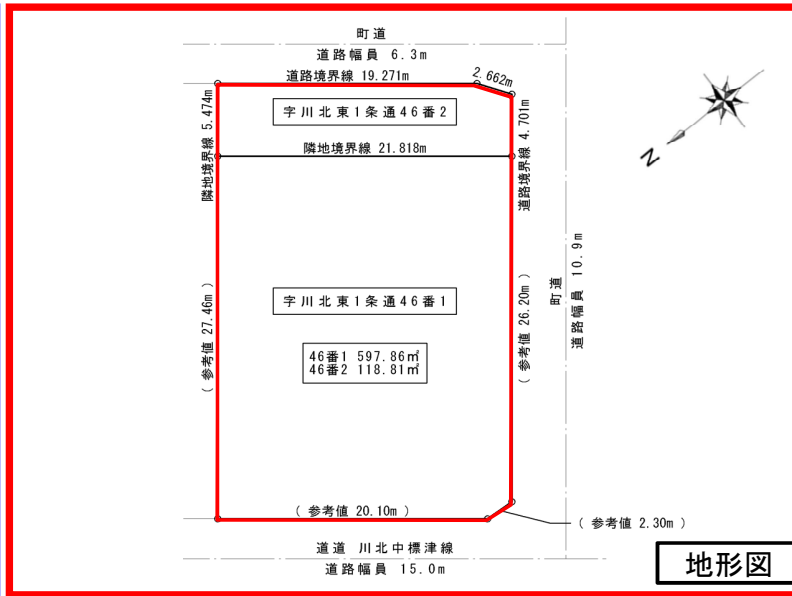 町道
道路幅員 6.3m
道路境界線 19.271m
2.662m
隣地境界線 5.474m
字川北東1条通46番2
道路境界線 4.701m
隣地境界線 21.818m
N
字川北東1条通46番1
( 参考値 27.46m )
( 参考値 26.20m )
町道
道路幅員 10.9m
46番1 597.86㎡
46番2 118.81㎡
( 参考値 20.10m )
( 参考値 2.30m )
道道 川北中標津線
道路幅員 15.0m
地形図